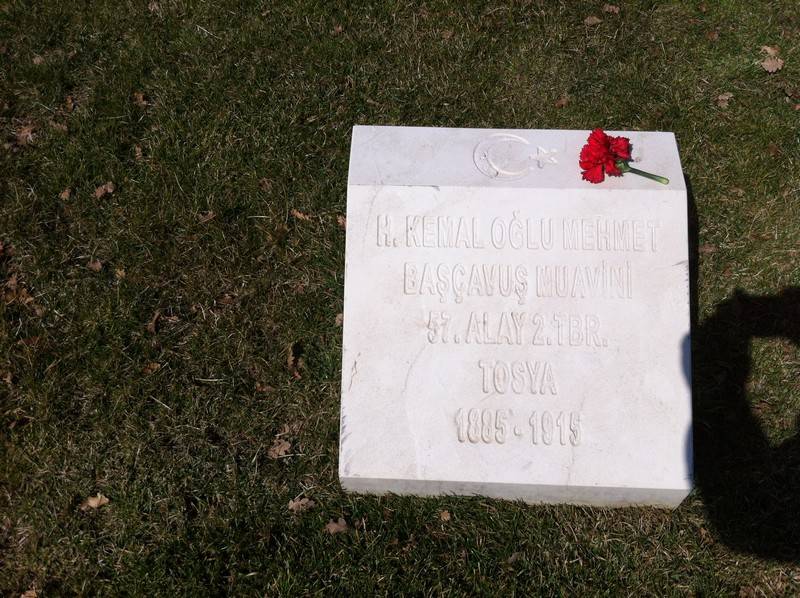 H. KEMAL OĞLU MEHMET
BAŞÇAVUŞ MUAVİNİ
57. ALAY 2.TBR.
TOSYA
1885 - 1915